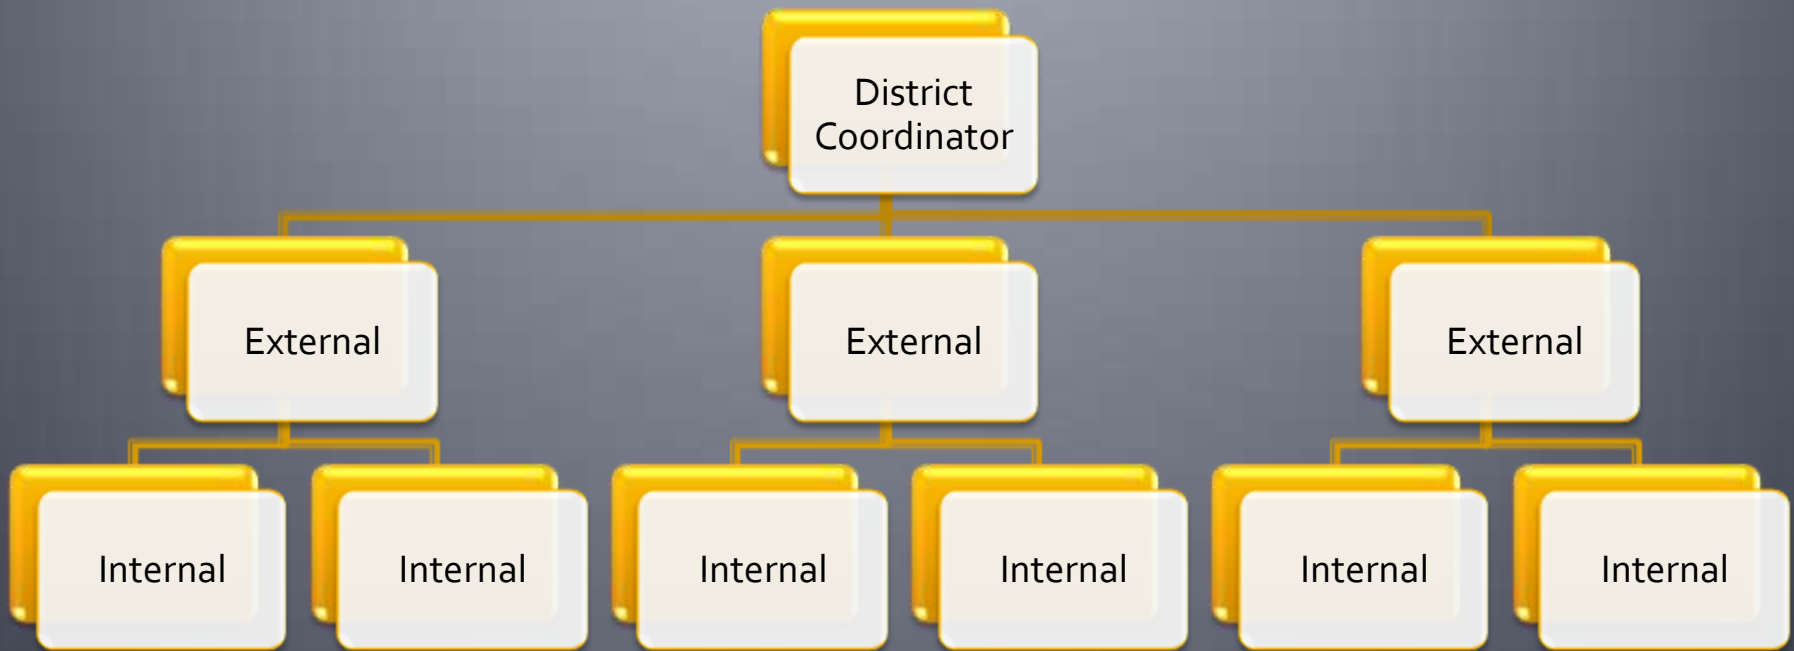 District
Coordinator
External
External
External
Internal
Internal
Internal
Internal
Internal
Internal